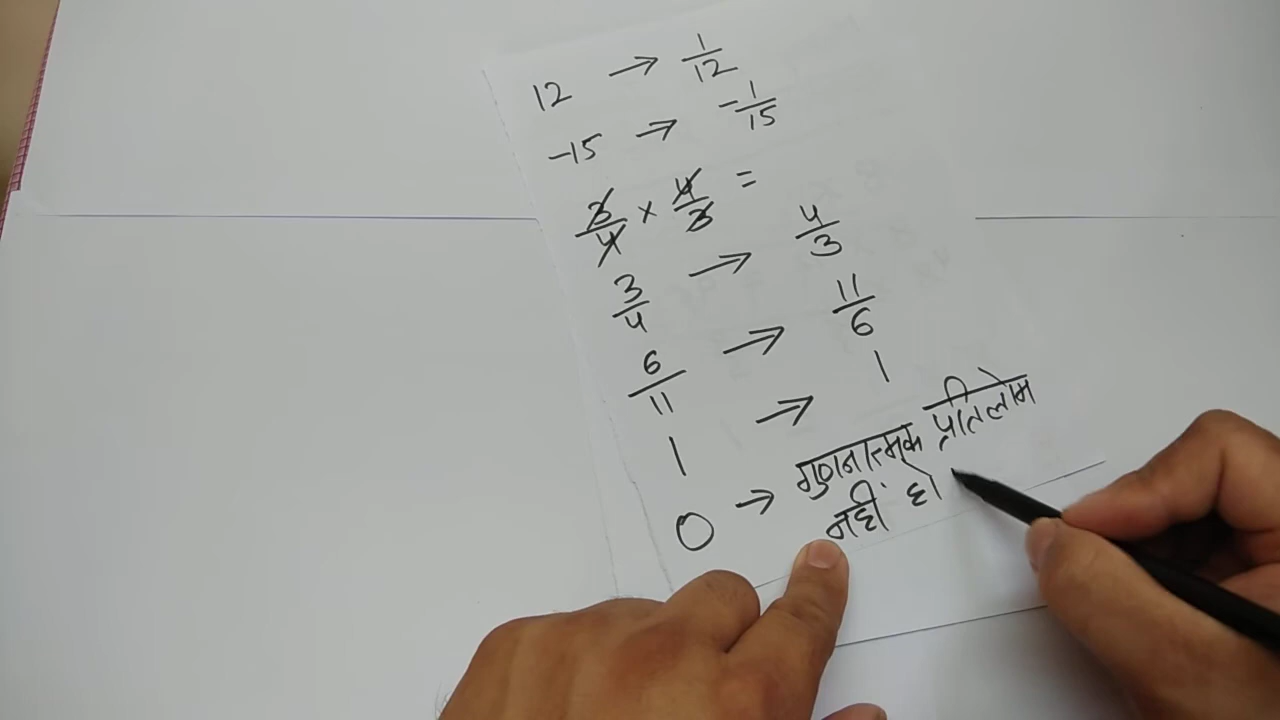 12 → 1/12
-15 → -1/15
3/4 × 4/3 =
3/4 → 4/3
6/11 → 11/6
1 → 1
0 → गुणनात्मक प्रतिलोम
नहीं हो